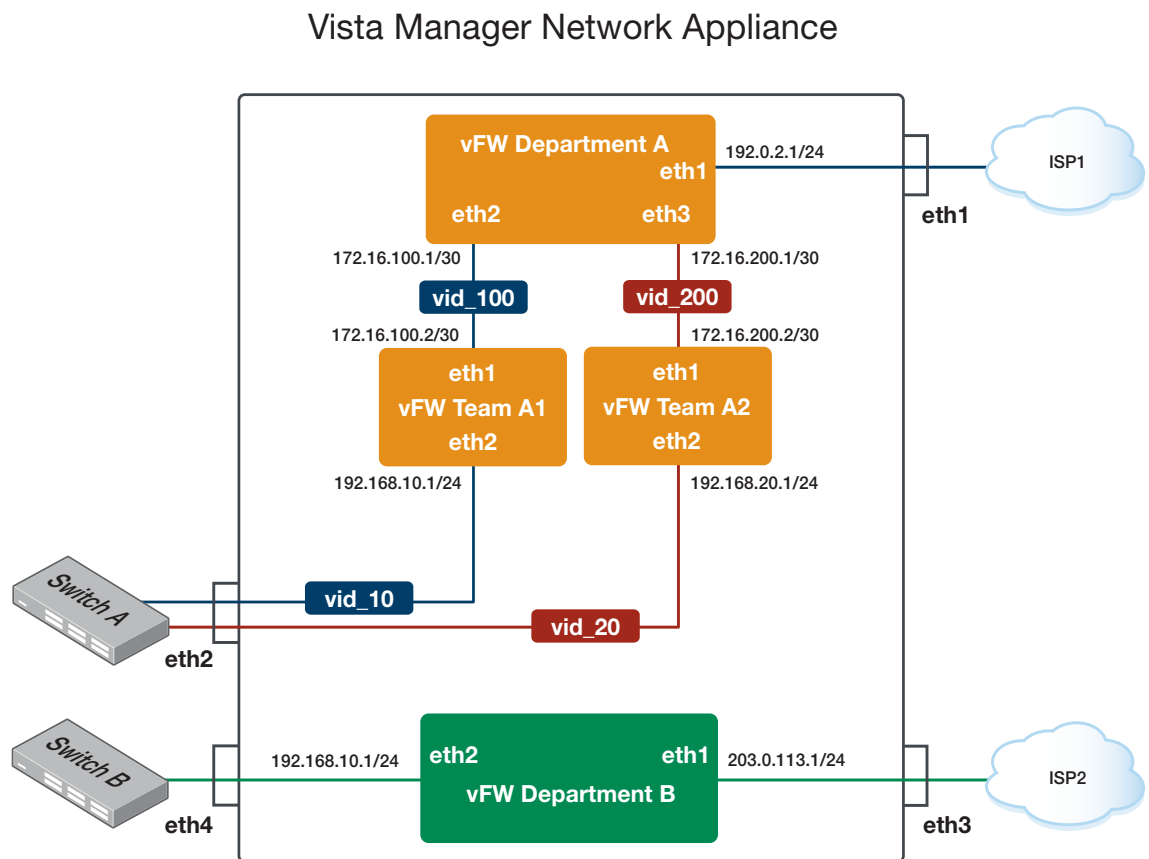 Vista Manager Network Appliance
vFW Department A
eth1
192.0.2.1/24
ISP1
eth1
eth2
eth3
172.16.100.1/30
172.16.200.1/30
vid_100
vid_200
172.16.100.2/30
172.16.200.2/30
eth1
vFW Team A1
eth2
eth1
vFW Team A2
eth2
192.168.10.1/24
192.168.20.1/24
Switch A
vid_10
vid_20
eth2
Switch B
192.168.10.1/24
eth2
eth1
vFW Department B
203.0.113.1/24
ISP2
eth4
eth3